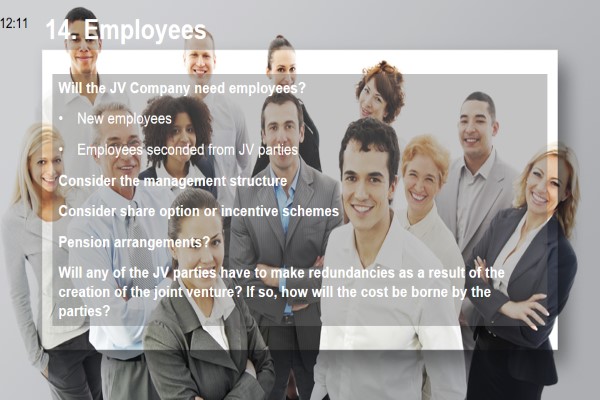 12:11
14. Employees
Will the JV Company need employees?
• New employees
• Employees seconded from JV parties
Consider the management structure
Consider share option or incentive schemes
Pension arrangements?
Will any of the JV parties have to make redundancies as a result of the
creation of the joint venture? If so, how will the cost be borne by the
parties?